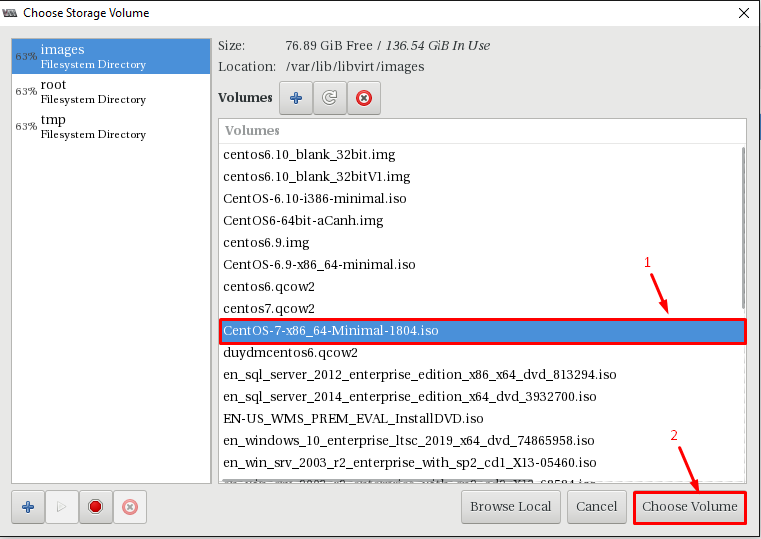 Choose Storage Volume
63% images
Filesystem Directory
63% root
Filesystem Directory
63% tmp
Filesystem Directory
Size: 76.89 GiB Free / 136.54 GiB In Use
Location: /var/lib/libvirt/images
Volumes
Volumes
centos6.10_blank_32bit.img
centos6.10_blank_32bitV1.img
CentOS-6.10-i386-minimal.iso
CentOS6-64bit-aCanh.img
centos6.9.img
CentOS-6.9-x86_64-minimal.iso
centos6.qcow2
centos7.qcow2
1
CentOS-7-x86_64-Minimal-1804.iso
duydmcentos6.qcow2
en_sql_server_2012_enterprise_edition_x86_x64_dvd_813294.iso
en_sql_server_2014_enterprise_edition_x64_dvd_3932700.iso
EN-US_WMS_PREM_EVAL_InstallDVD.iso
en_windows_10_enterprise_ltsc_2019_x64_dvd_74865958.iso
2
en_win_srv_2003_r2_enterprise_with_sp2_cd1_X13-05460.iso
Browse Local
Cancel
Choose Volume